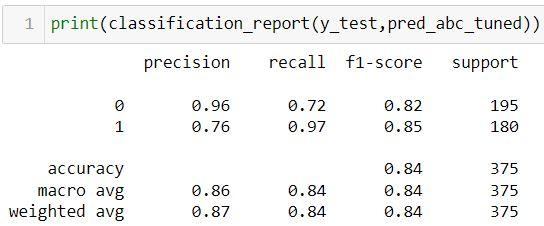 1 print(classification_report(y_test,pred_abc_tuned))
precision recall f1-score support
0 0.96 0.72 0.82 195
1 0.76 0.97 0.85 180
accuracy 0.84 375
macro avg 0.86 0.84 0.84 375
weighted avg 0.87 0.84 0.84 375